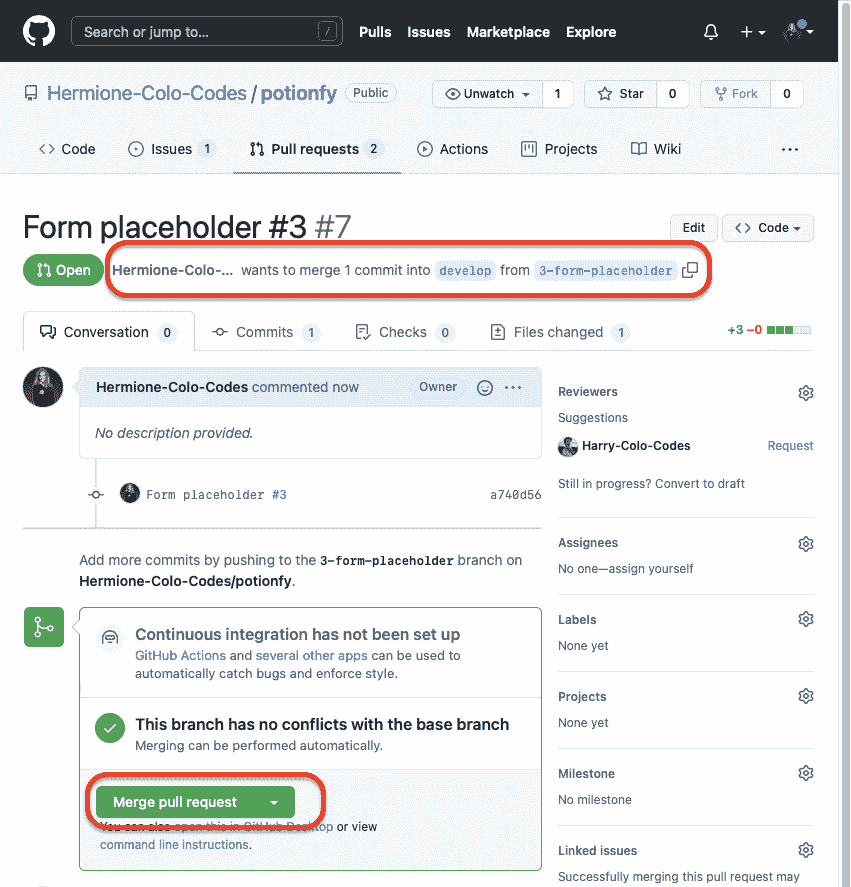 Search or jump to... /
Pulls Issues Marketplace Explore
Hermione-Colo-Codes / potionfy Public
Unwatch 1 Star 0 Fork 0
Code Issues 1 Pull requests 2 Actions Projects Wiki ...
Form placeholder #3 #7
Edit Code
Open Hermione-Colo-... wants to merge 1 commit into develop from 3-form-placeholder
Conversation 0 Commits 1 Checks 0 Files changed 1 +3 −0
Hermione-Colo-Codes commented now Owner ...
No description provided.
Form placeholder #3 a740d56
Add more commits by pushing to the 3-form-placeholder branch on
Hermione-Colo-Codes/potionfy.
Continuous integration has not been set up
GitHub Actions and several other apps can be used to
automatically catch bugs and enforce style.
This branch has no conflicts with the base branch
Merging can be performed automatically.
Merge pull request
You can also open this in GitHub Desktop or view
command line instructions.
Reviewers
Suggestions
Harry-Colo-Codes Request
Still in progress? Convert to draft
Assignees
No one—assign yourself
Labels
None yet
Projects
None yet
Milestone
No milestone
Linked issues
Successfully merging this pull request may